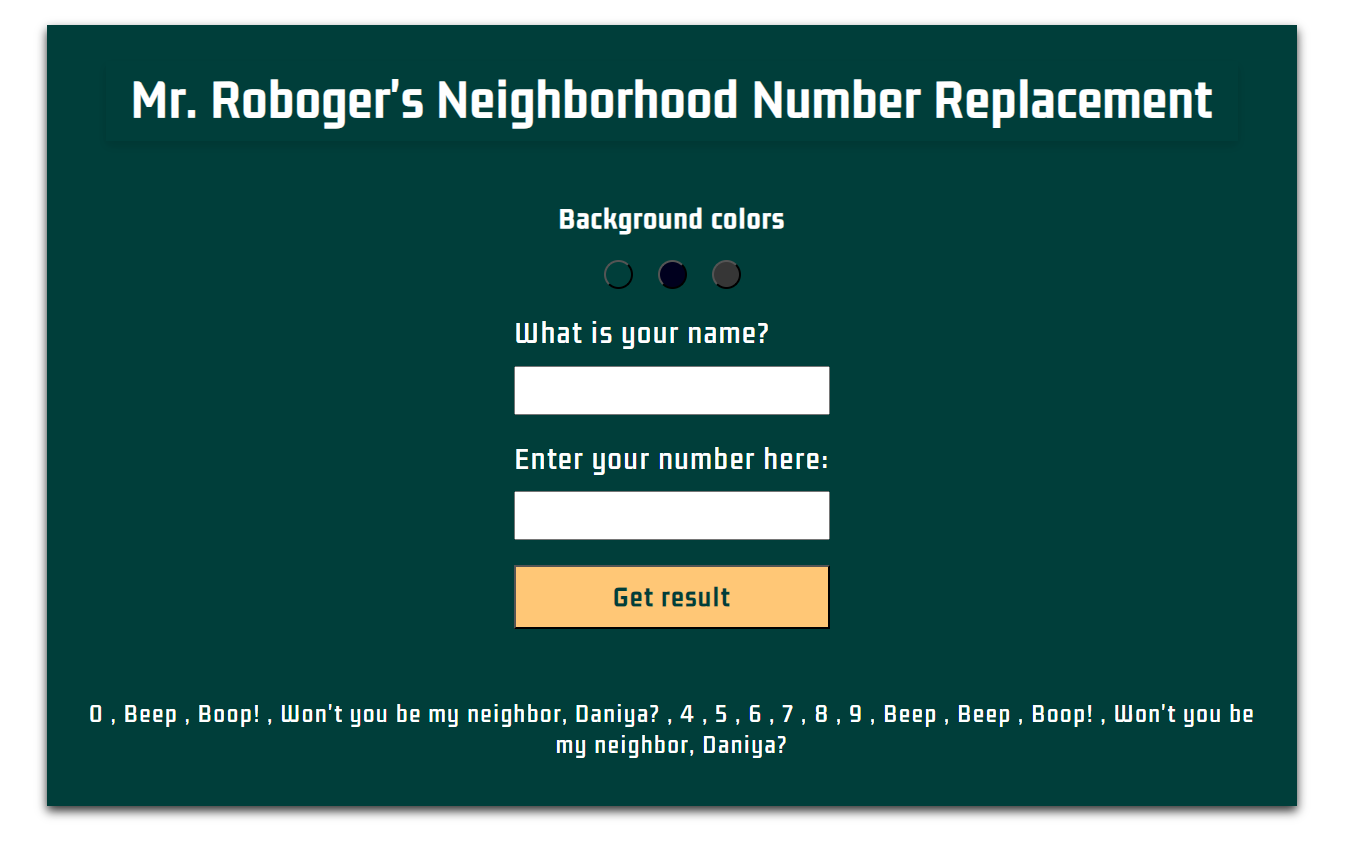 Mr. Roboger's Neighborhood Number Replacement
Background colors
What is your name?
Enter your number here:
Get result
0 , Beep , Boop! , Won't you be my neighbor, Daniya? , 4 , 5 , 6 , 7 , 8 , 9 , Beep , Beep , Boop! , Won't you be
my neighbor, Daniya?